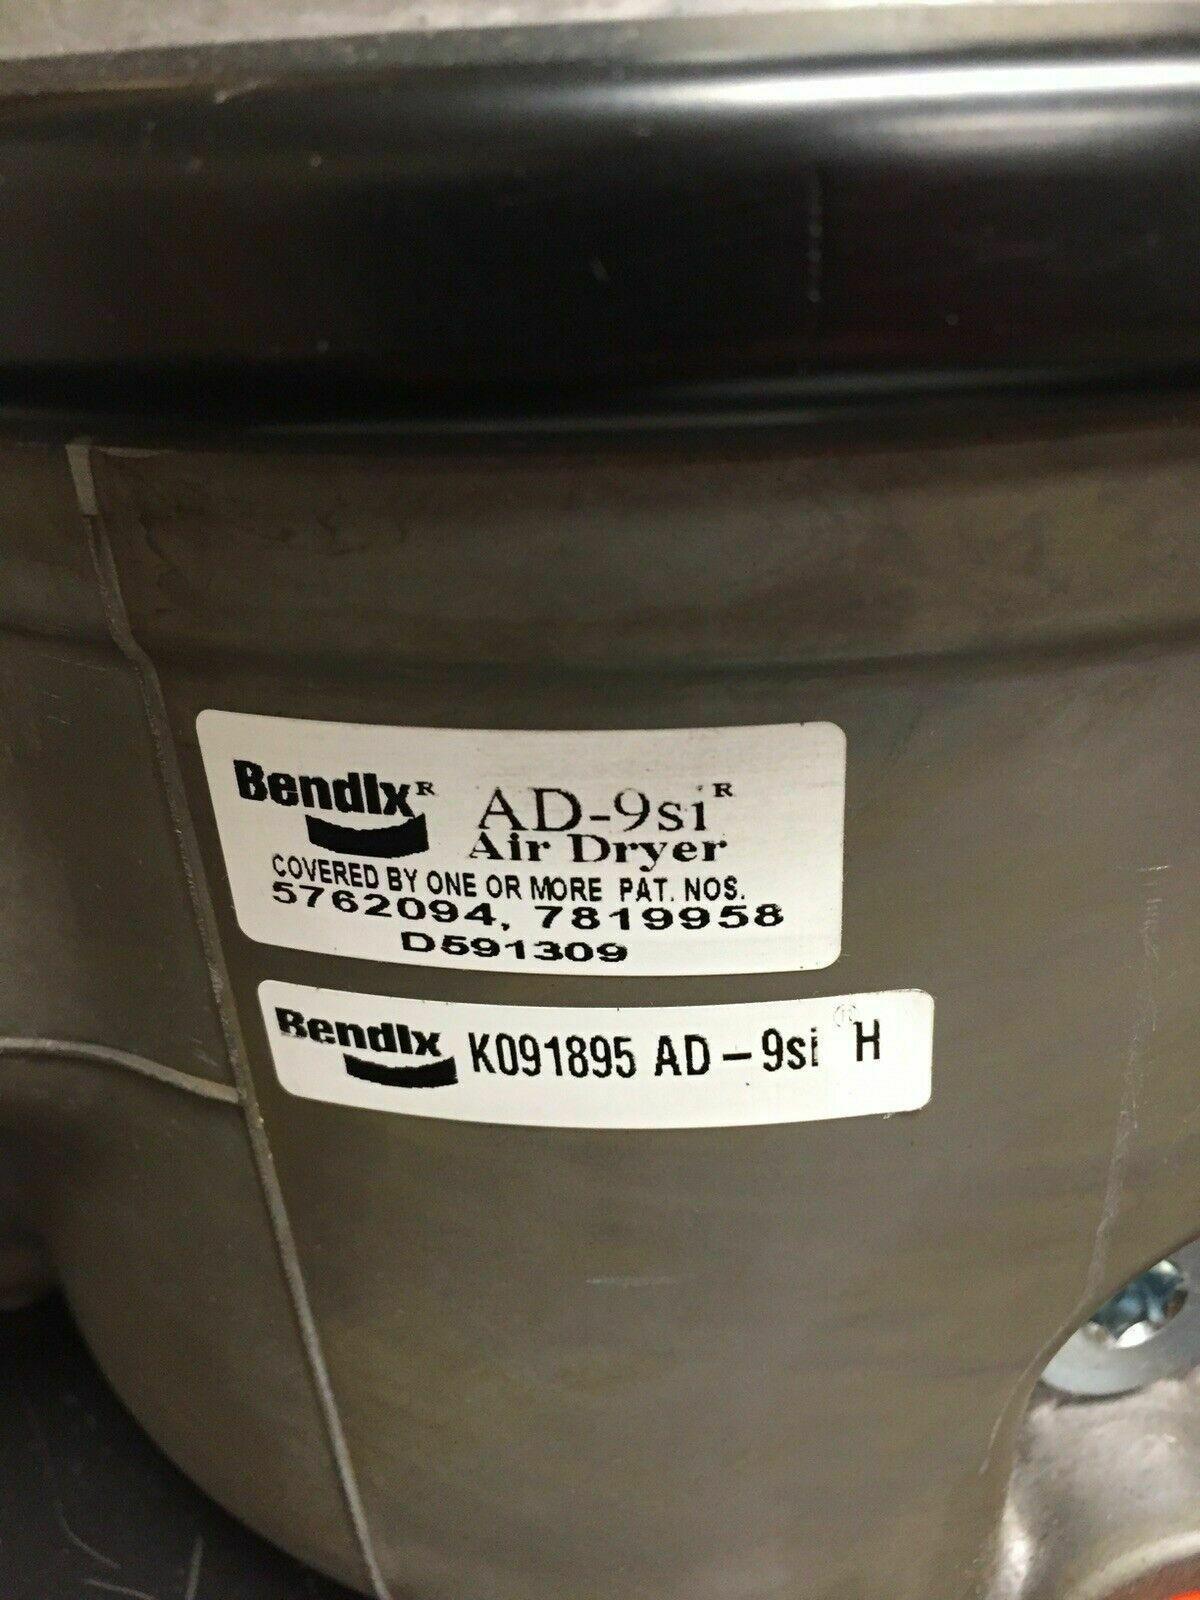 Bendix® AD-9si®
Air Dryer
COVERED BY ONE OR MORE PAT. NOS.
5762094, 7819958
D591309
Bendix K091895 AD-9si® H